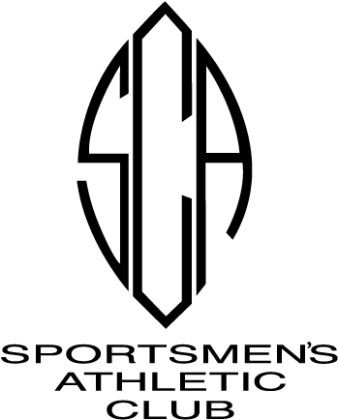 SCA
SPORTSMEN'S
ATHLETIC
CLUB